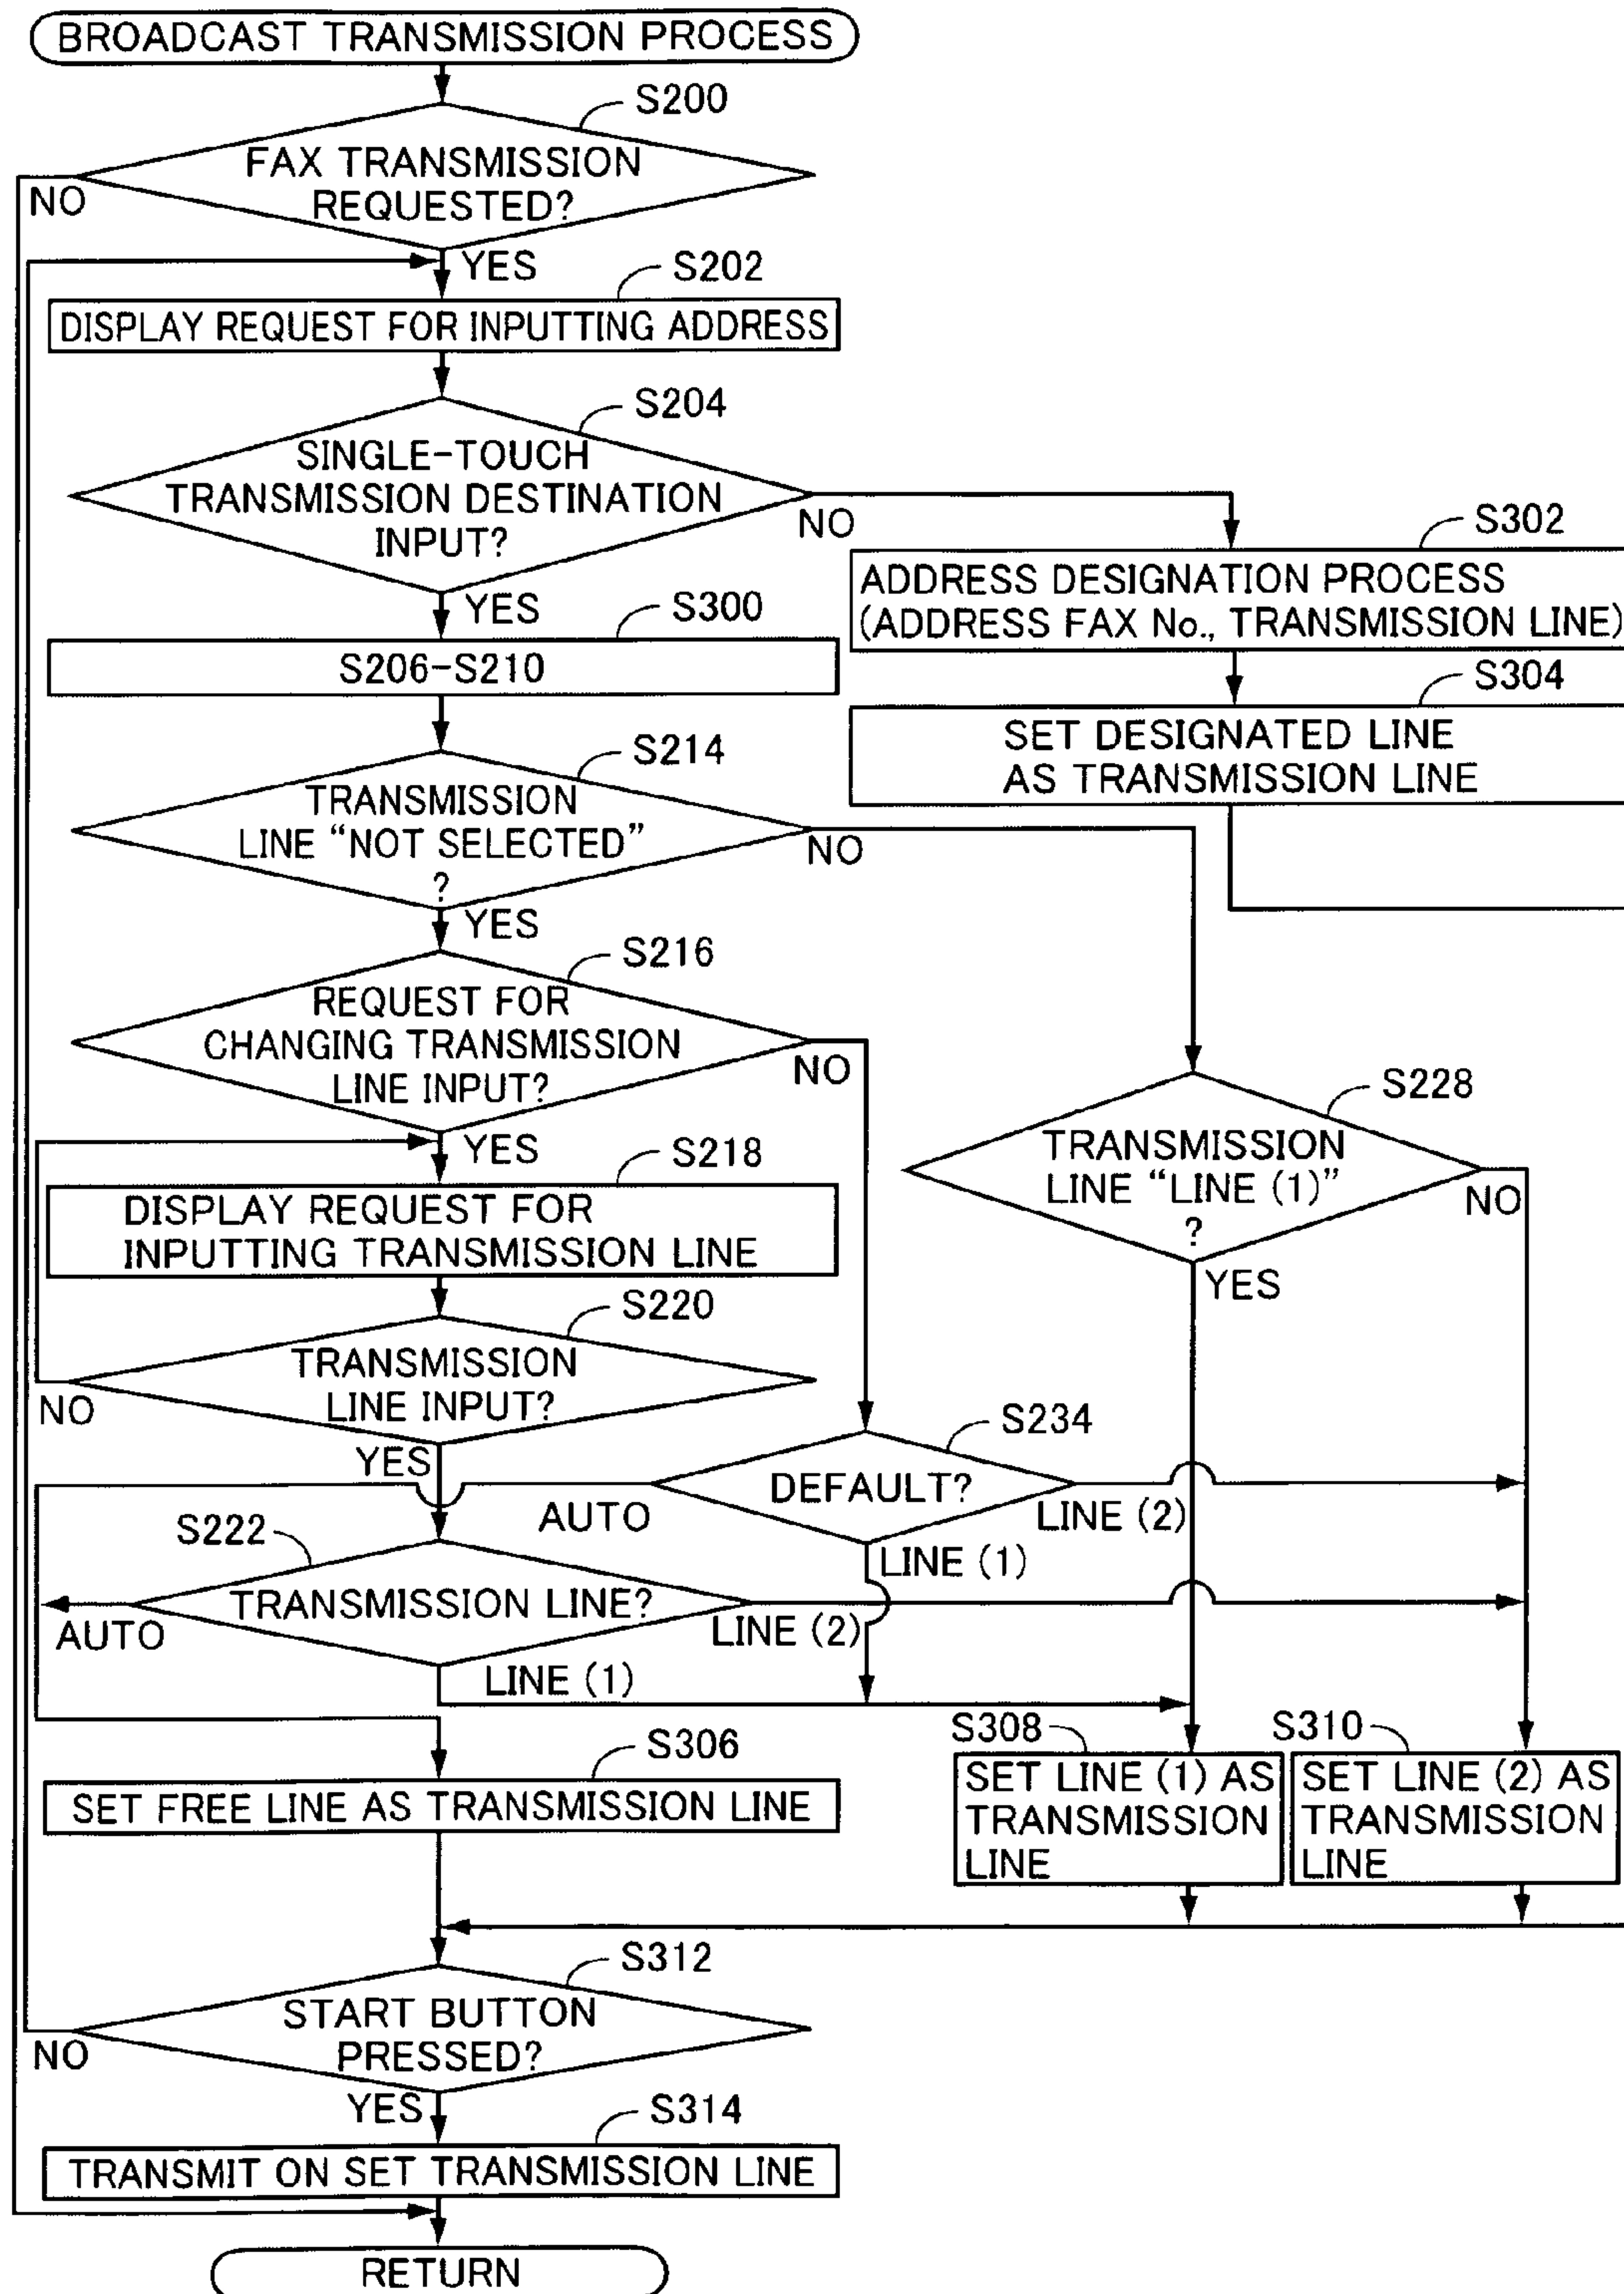 BROADCAST TRANSMISSION PROCESS
S200
FAX TRANSMISSION
REQUESTED?
NO
YES
S202
DISPLAY REQUEST FOR INPUTTING ADDRESS
S204
SINGLE-TOUCH
TRANSMISSION DESTINATION
INPUT?
NO
YES
S302
ADDRESS DESIGNATION PROCESS
(ADDRESS FAX No., TRANSMISSION LINE)
S300
S206-S210
S304
SET DESIGNATED LINE
AS TRANSMISSION LINE
S214
TRANSMISSION
LINE “NOT SELECTED”
?
NO
YES
S216
REQUEST FOR
CHANGING TRANSMISSION
LINE INPUT?
NO
YES
S228
TRANSMISSION
LINE “LINE (1)”
?
NO
YES
S218
DISPLAY REQUEST FOR
INPUTTING TRANSMISSION LINE
S220
TRANSMISSION
LINE INPUT?
NO
YES
S234
DEFAULT?
AUTO
LINE (2)
LINE (1)
S222
TRANSMISSION LINE?
AUTO
LINE (2)
LINE (1)
S306
SET FREE LINE AS TRANSMISSION LINE
S308
SET LINE (1) AS
TRANSMISSION
LINE
S310
SET LINE (2) AS
TRANSMISSION
LINE
S312
START BUTTON
PRESSED?
NO
YES
S314
TRANSMIT ON SET TRANSMISSION LINE
RETURN